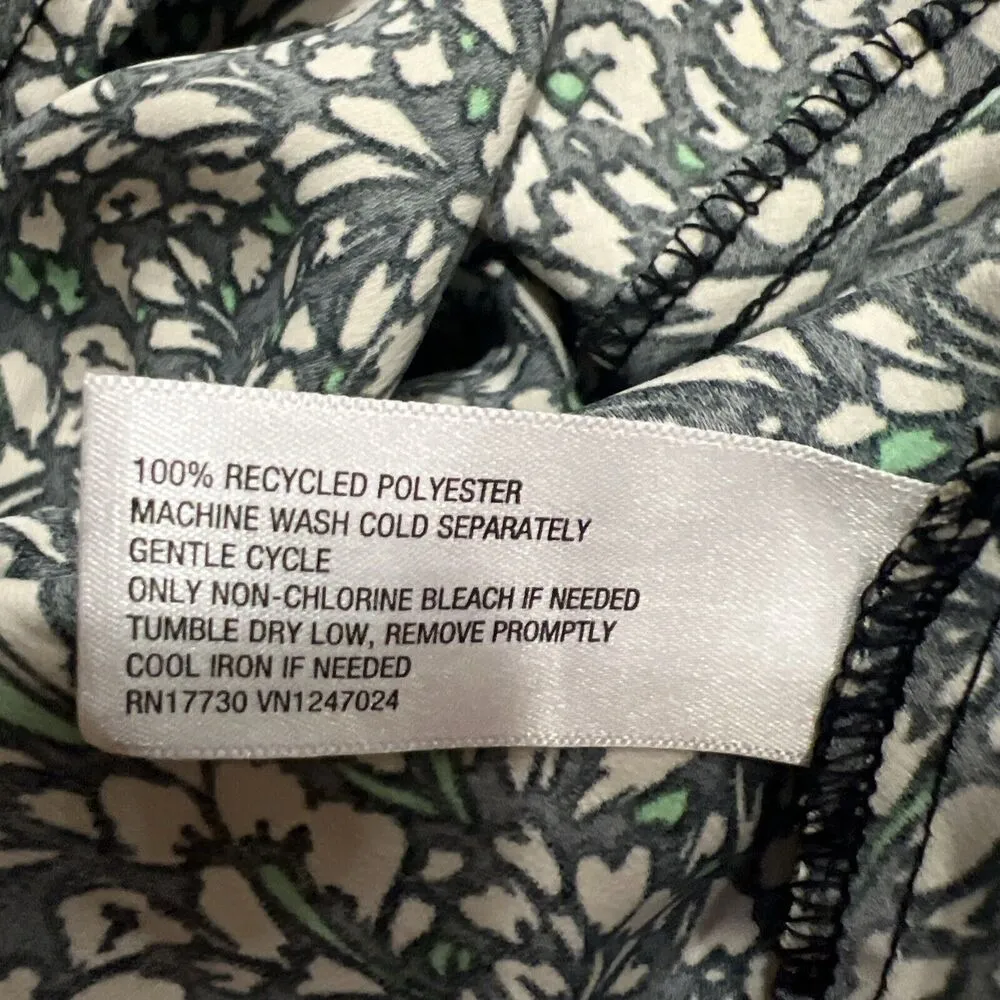 100% RECYCLED POLYESTER
MACHINE WASH COLD SEPARATELY
GENTLE CYCLE
ONLY NON-CHLORINE BLEACH IF NEEDED
TUMBLE DRY LOW, REMOVE PROMPTLY
COOL IRON IF NEEDED
RN17730 VN1247024